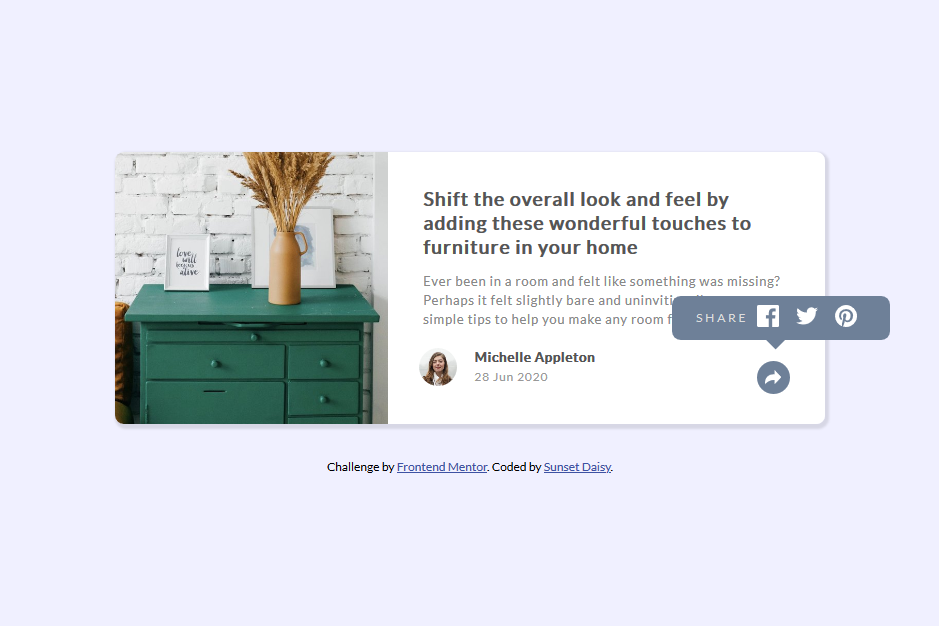 Shift the overall look and feel by
adding these wonderful touches to
furniture in your home
Ever been in a room and felt like something was missing?
Perhaps it felt slightly bare and
simple tips to help you make any room
SHARE
Michelle Appleton
28 Jun 2020
love
will
keep us
alive
Challenge by Frontend Mentor. Coded by Sunset Daisy.